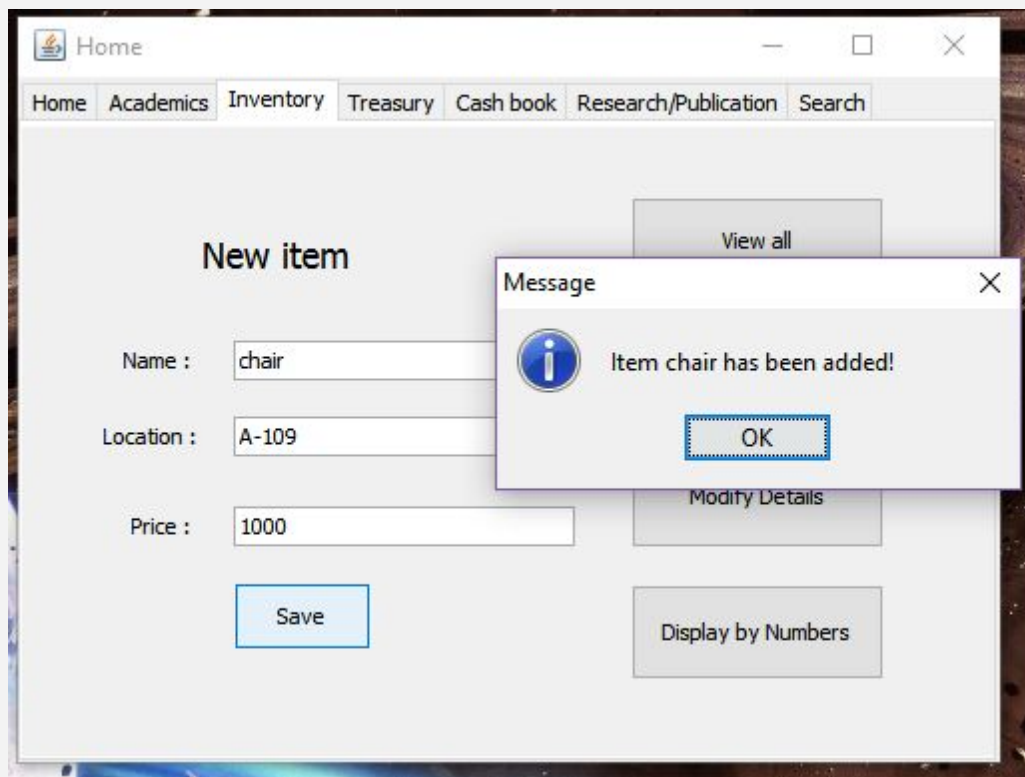 Home
Home Academics Inventory Treasury Cash book Research/Publication Search
New item
View all
Message
Item chair has been added!
OK
Name : chair
Location : A-109
Modify Details
Price : 1000
Save
Display by Numbers